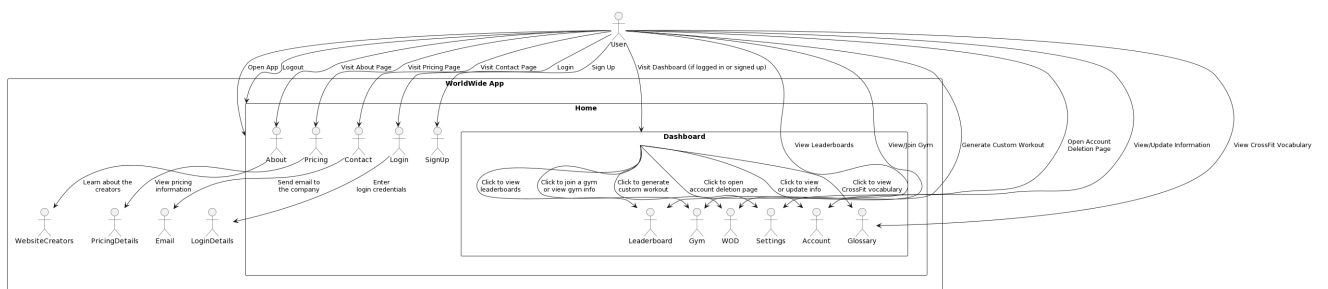 User
Open App
Logout
Visit About Page
Visit Pricing Page
Visit Contact Page
Login
Sign Up
Visit Dashboard (if logged in or signed up)
WorldWide App
Home
Dashboard
About
Pricing
Contact
Login
SignUp
View Leaderboards
View/Join Gym
Generate Custom Workout
Open Account
Deletion Page
View/Update Information
View CrossFit Vocabulary
Learn about the
creators
View pricing
information
Send email to
the company
Enter
login credentials
Click to view
leaderboards
Click to join a gym
or view gym info
Click to generate
custom workout
Click to open
account deletion page
Click to view
or update info
Click to view
CrossFit vocabulary
WebsiteCreators
PricingDetails
Email
LoginDetails
Leaderboard
Gym
WOD
Settings
Account
Glossary